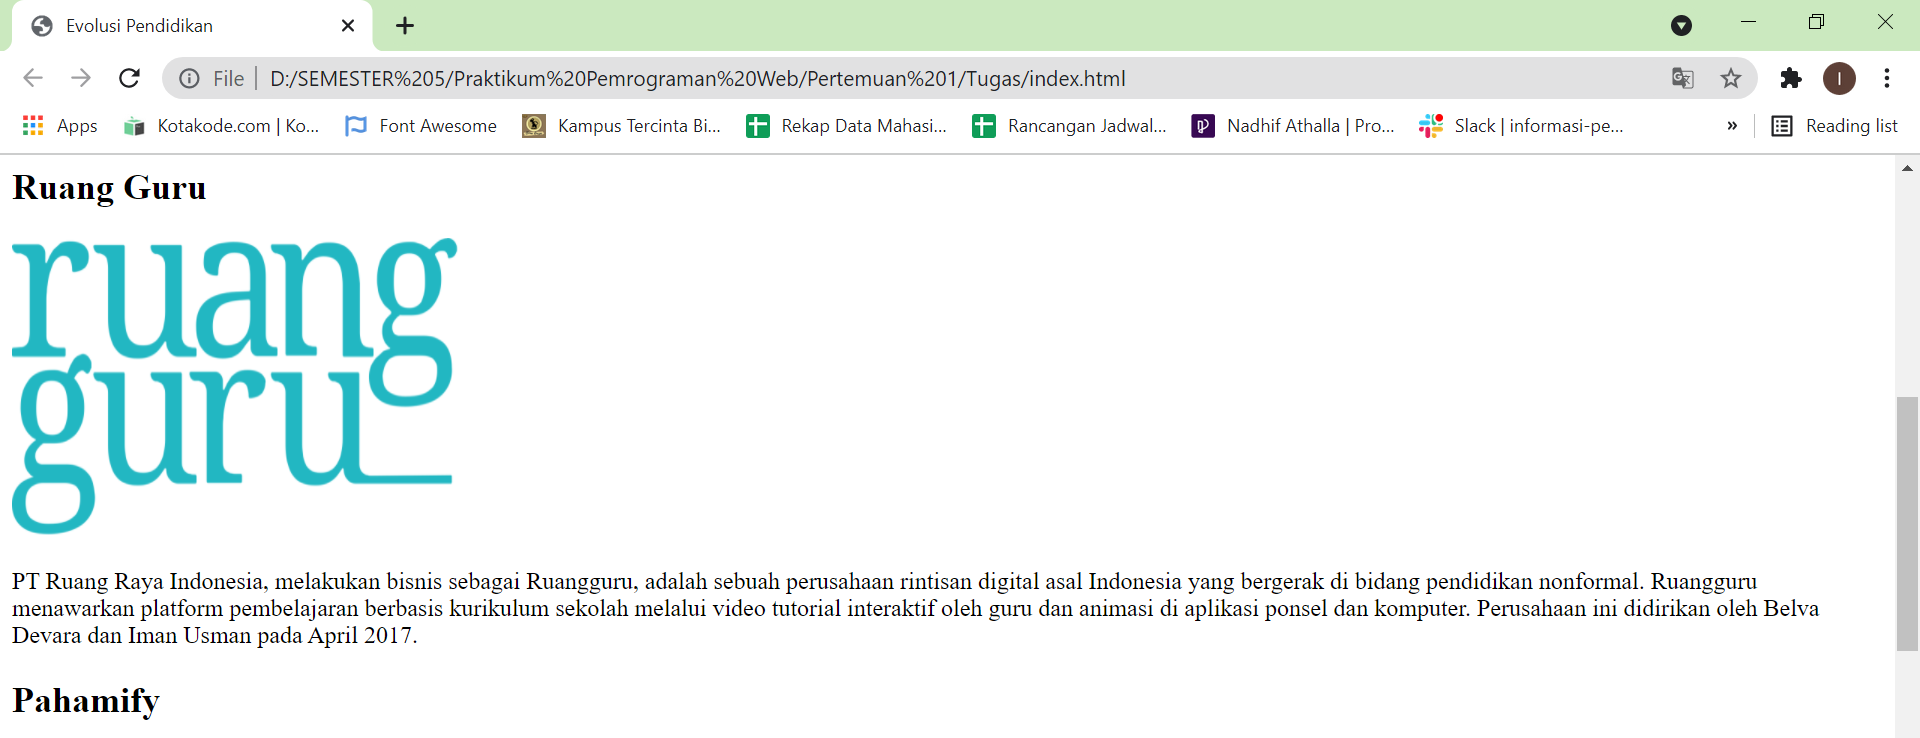 Evolusi Pendidikan
File
D:/SEMESTER%205/Praktikum%20Pemrograman%20Web/Pertemuan%201/Tugas/index.html
I
Apps
Kotakode.com | Ko...
Font Awesome
Kampus Tercinta Bi...
Rekap Data Mahasi...
Rancangan Jadwal...
Nadhif Athalla | Pro...
Slack | informasi-pe...
»
Reading list
Ruang Guru
ruang
guru
PT Ruang Raya Indonesia, melakukan bisnis sebagai Ruangguru, adalah sebuah perusahaan rintisan digital asal Indonesia yang bergerak di bidang pendidikan nonformal. Ruangguru
menawarkan platform pembelajaran berbasis kurikulum sekolah melalui video tutorial interaktif oleh guru dan animasi di aplikasi ponsel dan komputer. Perusahaan ini didirikan oleh Belva
Devara dan Iman Usman pada April 2017.
Pahamify